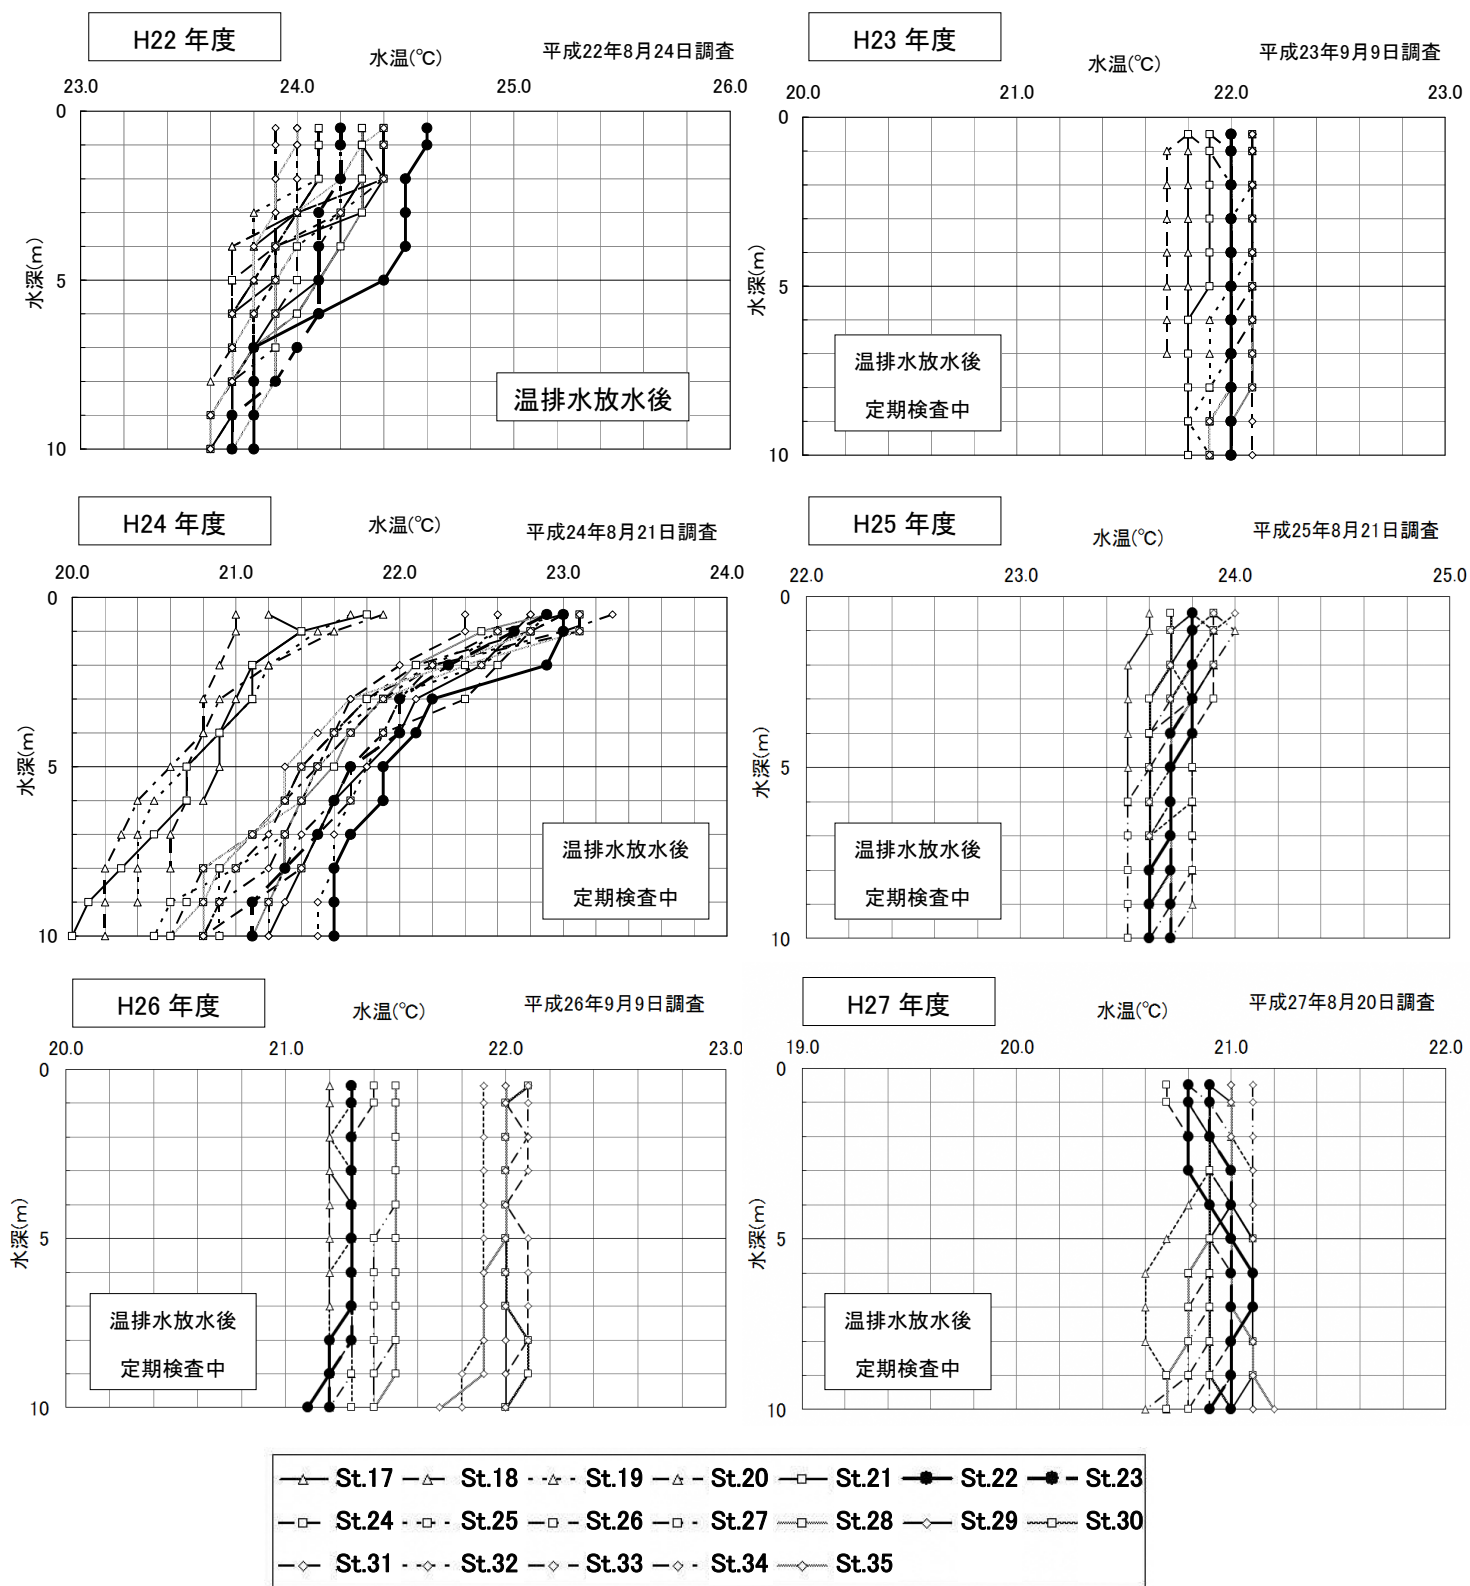 H22 年度
水温(℃)
平成22年8月24日調査
23.0 24.0 25.0 26.0
0
水深(m)
5
10
温排水放水後
H23 年度
水温(℃)
平成23年9月9日調査
20.0 21.0 22.0 23.0
0
水深(m)
5
10
温排水放水後
定期検査中
H24 年度
水温(℃)
平成24年8月21日調査
20.0 21.0 22.0 23.0 24.0
0
水深(m)
5
10
温排水放水後
定期検査中
H25 年度
水温(℃)
平成25年8月21日調査
22.0 23.0 24.0 25.0
0
水深(m)
5
10
温排水放水後
定期検査中
H26 年度
水温(℃)
平成26年9月9日調査
20.0 21.0 22.0 23.0
0
水深(m)
5
10
温排水放水後
定期検査中
H27 年度
水温(℃)
平成27年8月20日調査
19.0 20.0 21.0 22.0
0
水深(m)
5
10
温排水放水後
定期検査中
St.17 St.18 St.19 St.20 St.21 St.22 St.23
St.24 St.25 St.26 St.27 St.28 St.29 St.30
St.31 St.32 St.33 St.34 St.35